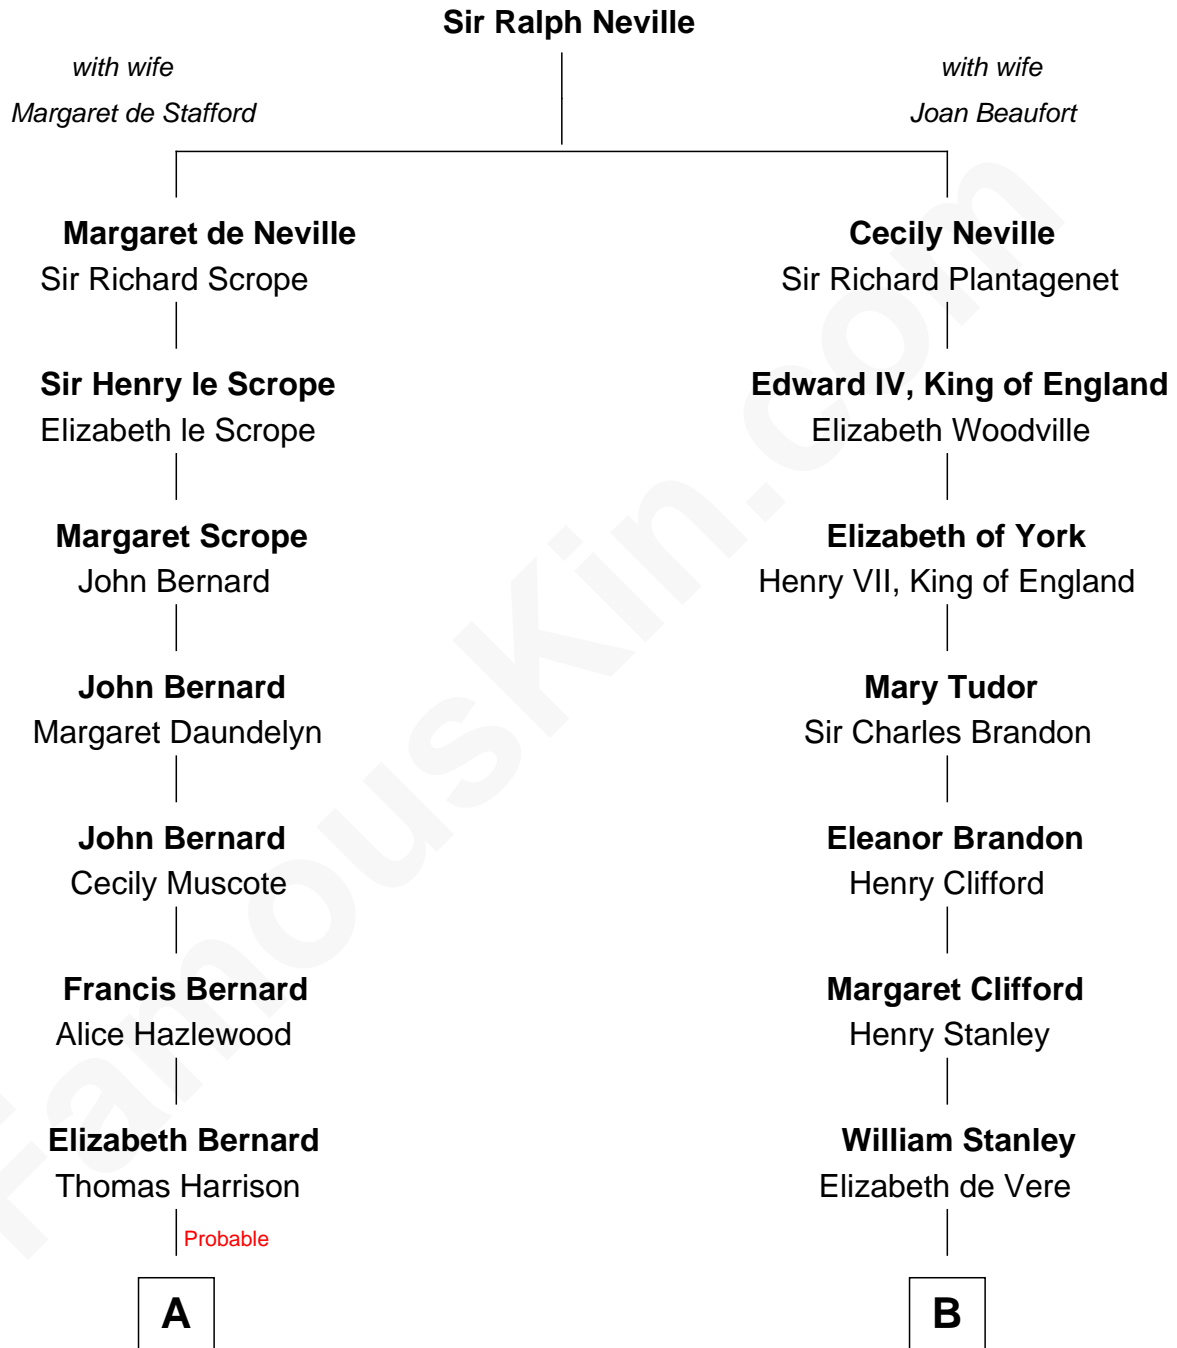 Sir Ralph Neville
with wife
Margaret de Stafford
with wife
Joan Beaufort
Margaret de Neville
Sir Richard Scrope
Cecily Neville
Sir Richard Plantagenet
Sir Henry le Scrope
Elizabeth le Scrope
Edward IV, King of England
Elizabeth Woodville
Margaret Scrope
John Bernard
Elizabeth of York
Henry VII, King of England
John Bernard
Margaret Daundelyn
Mary Tudor
Sir Charles Brandon
John Bernard
Cecily Muscote
Eleanor Brandon
Henry Clifford
Francis Bernard
Alice Hazlewood
Margaret Clifford
Henry Stanley
Elizabeth Bernard
Thomas Harrison
William Stanley
Elizabeth de Vere
Probable
A
B
FamousKin.com